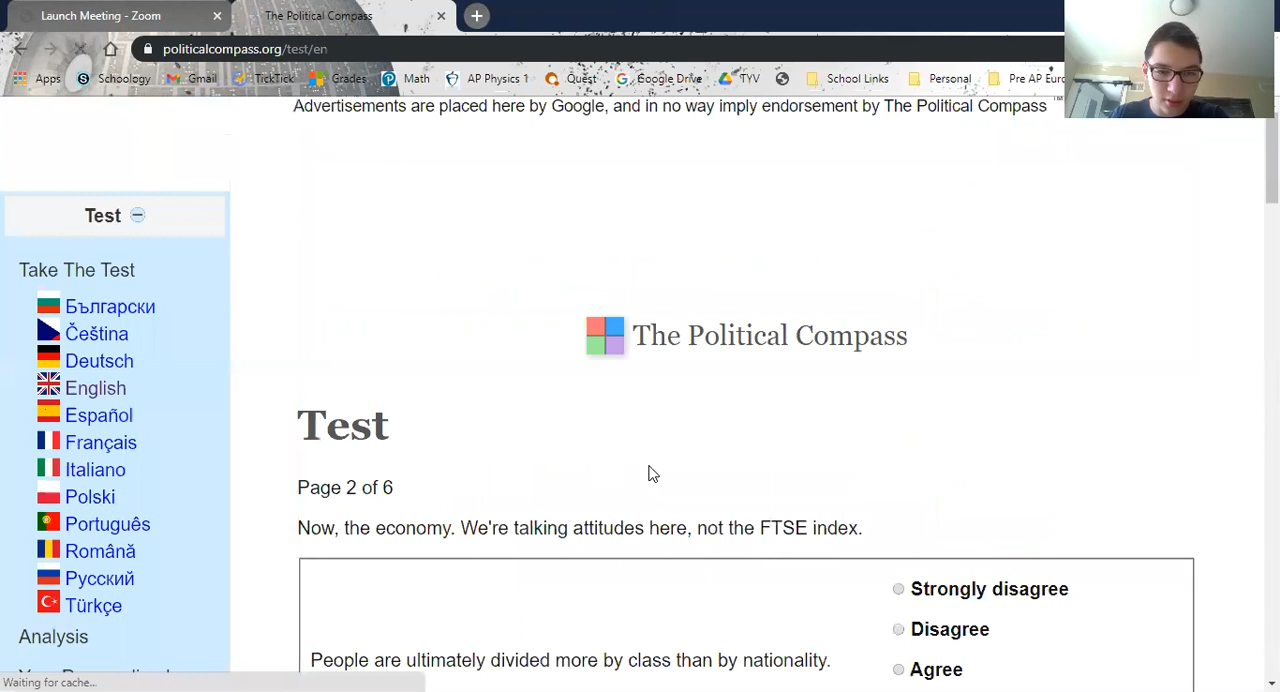 Launch Meeting - Zoom
The Political Compass
politicalcompass.org/test/en
Apps Schoology Gmail TickTick Grades Math AP Physics 1 Quest Google Drive TYV School Links Personal Pre AP Euro
Advertisements are placed here by Google, and in no way imply endorsement by The Political Compass ™
Test
Take The Test
Български
Čeština
Deutsch
English
Español
Français
Italiano
Polski
Português
Română
Русский
Türkçe
Analysis
The Political Compass
Test
Page 2 of 6
Now, the economy. We're talking attitudes here, not the FTSE index.
People are ultimately divided more by class than by nationality.
Strongly disagree
Disagree
Agree
Waiting for cache...